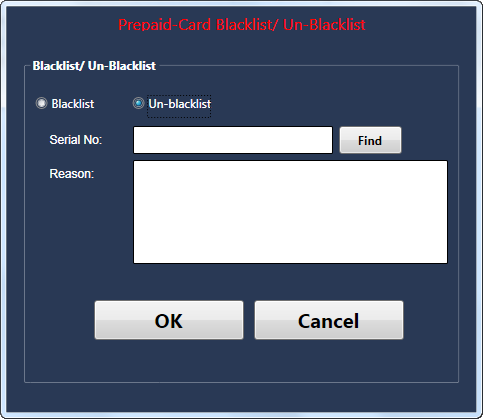 Prepaid-Card Blacklist/ Un-Blacklist
Blacklist/ Un-Blacklist
Blacklist Un-blacklist
Serial No: Find
Reason:
OK Cancel